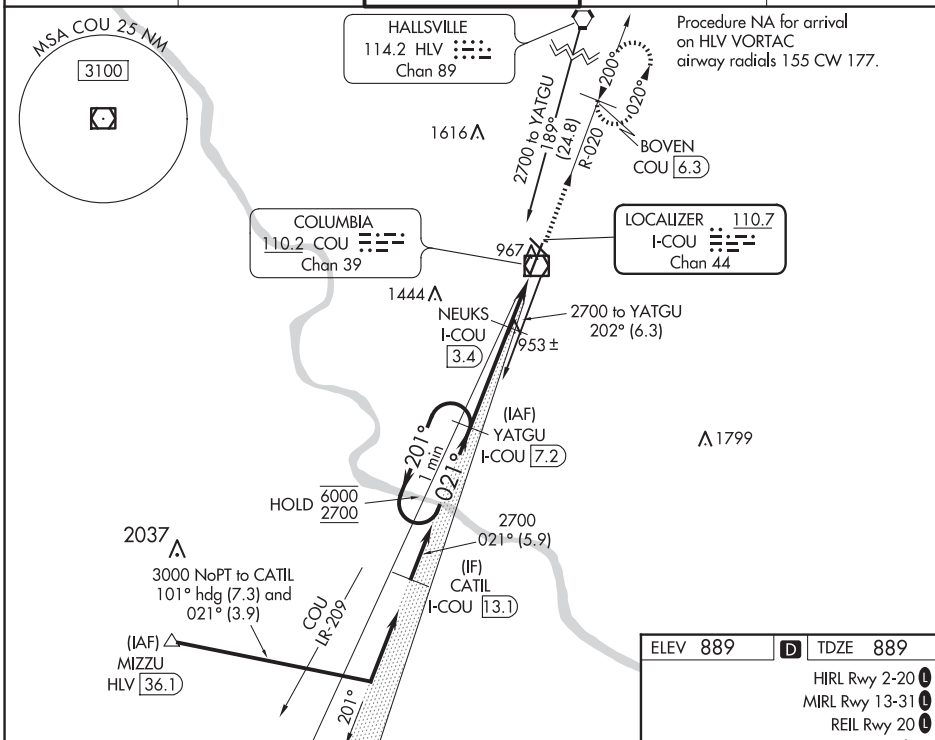 MSA COU 25 NM
3100
HALLSVILLE
114.2 HLV
Chan 89
Procedure NA for arrival
on HLV VORTAC
airway radials 155 CW 177.
1616
2700 to YATGU
189°
(24.8)
R-020
200°
020°
BOVEN
COU 6.3
COLUMBIA
110.2 COU
Chan 39
967
LOCALIZER 110.7
I-COU
Chan 44
1444
NEUKS
I-COU
3.4
953 ±
2700 to YATGU
202° (6.3)
(IAF)
YATGU
I-COU 7.2
1799
201°
1 min
021°
HOLD 6000
2700
2700
021° (5.9)
(IF)
CATIL
I-COU 13.1
2037
3000 NoPT to CATIL
101° hdg (7.3) and
021° (3.9)
COU
LR-209
(IAF)
MIZZU
HLV 36.1
201°
ELEV 889 D TDZE 889
HIRL Rwy 2-20 L
MIRL Rwy 13-31 L
REIL Rwy 20 L